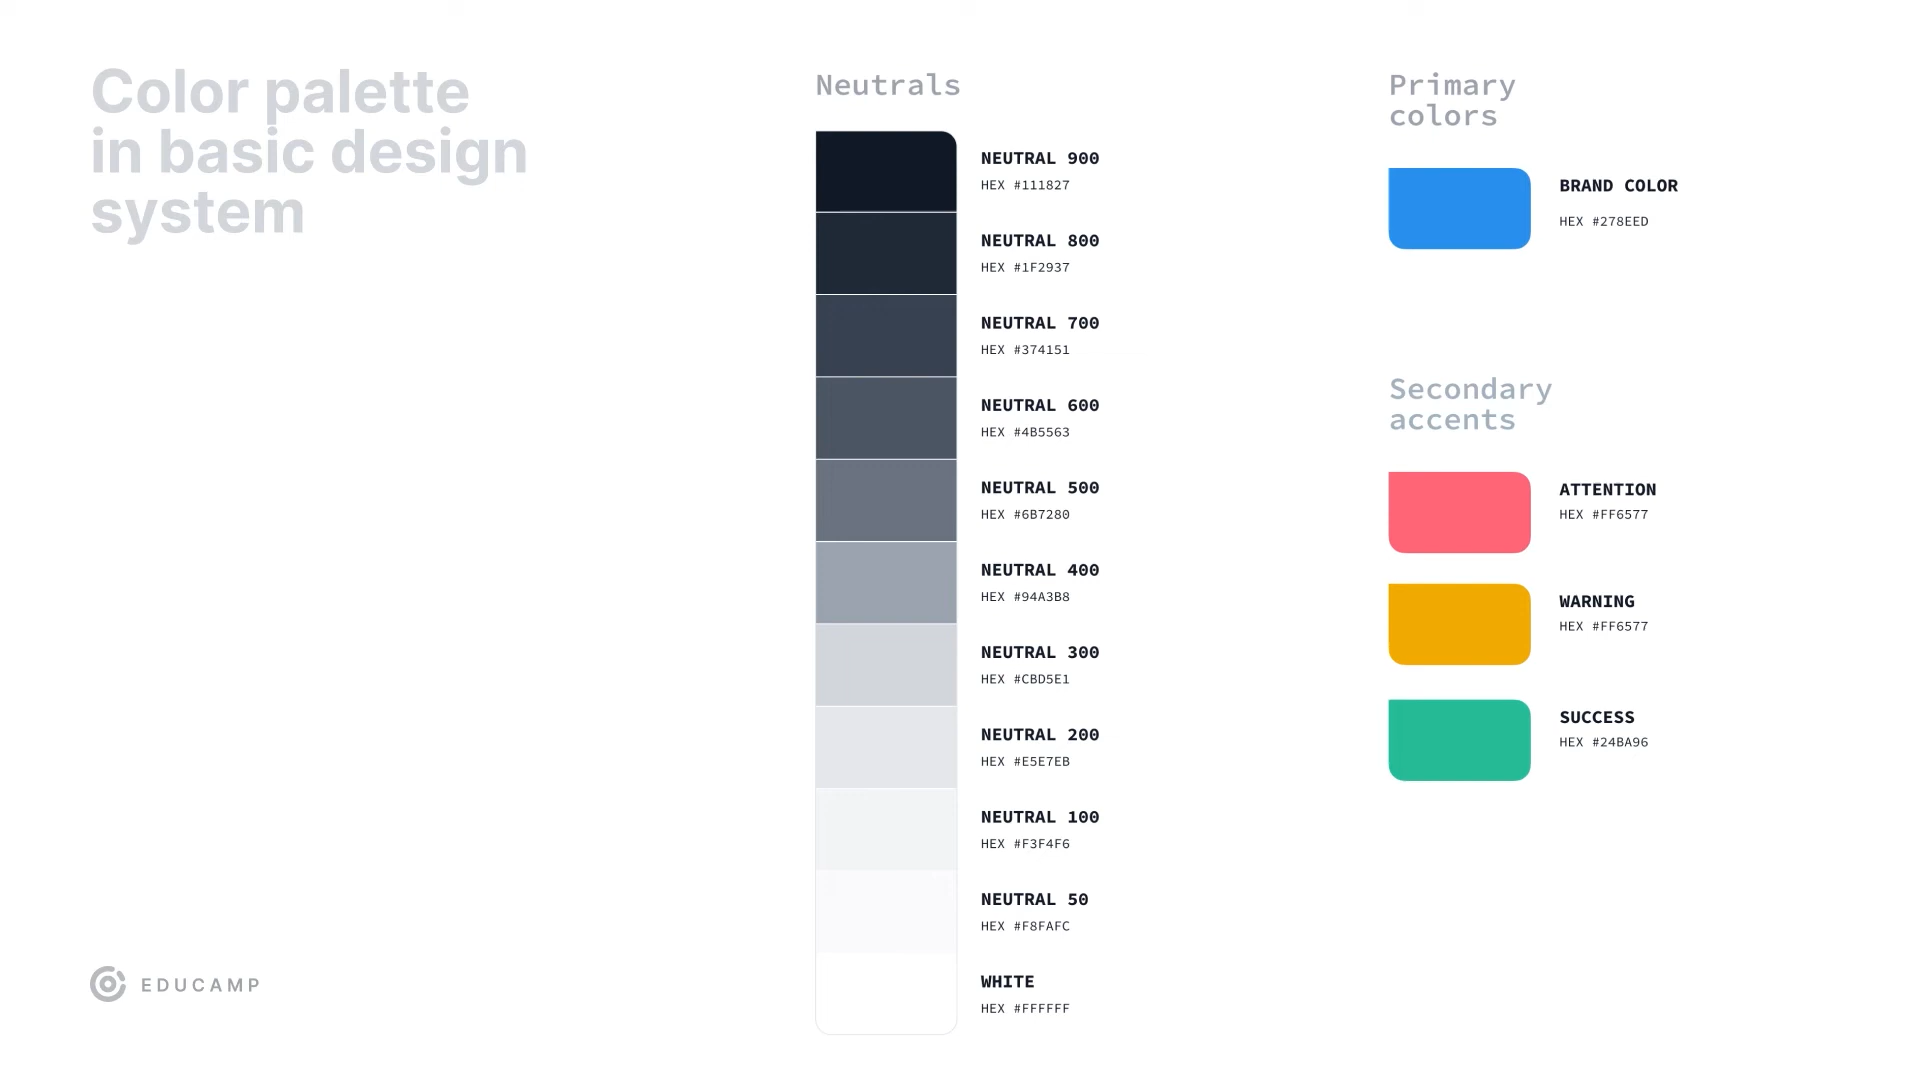 Color palette
in basic design
system
Neutrals
NEUTRAL 900
HEX #111827
NEUTRAL 800
HEX #1F2937
NEUTRAL 700
HEX #374151
NEUTRAL 600
HEX #4B5563
NEUTRAL 500
HEX #6B7280
NEUTRAL 400
HEX #94A3B8
NEUTRAL 300
HEX #CBD5E1
NEUTRAL 200
HEX #E5E7EB
NEUTRAL 100
HEX #F3F4F6
NEUTRAL 50
HEX #F8FAFC
WHITE
HEX #FFFFFF
Primary
colors
BRAND COLOR
HEX #278EED
Secondary
accents
ATTENTION
HEX #FF6577
WARNING
HEX #FF6577
SUCCESS
HEX #24BA96
EDUCAMP